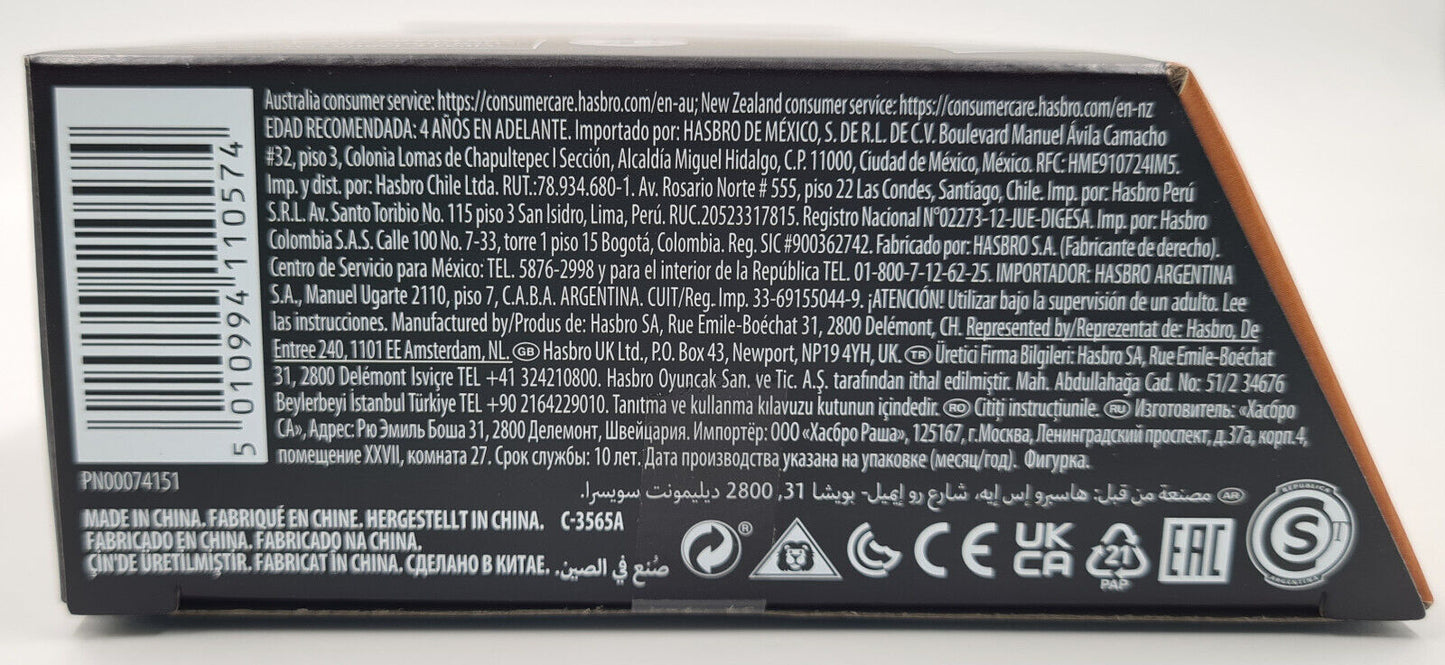 Australia consumer service: https://consumercare.hasbro.com/en-au; New Zealand consumer service: https://consumercare.hasbro.com/en-nz
EDAD RECOMENDADA: 4 AÑOS EN ADELANTE. Importado por: HASBRO DE MÉXICO, S. DE R.L. DE C.V. Boulevard Manuel Ávila Camacho
#32, piso 3, Colonia Lomas de Chapultepec I Sección, Alcaldía Miguel Hidalgo, C.P. 11000, Ciudad de México, México. RFC: HME910724IM5.
Imp. y dist. por: Hasbro Chile Ltda. RUT.:78.934.680-1. Av. Rosario Norte # 555, piso 22 Las Condes, Santiago, Chile. Imp. por: Hasbro Perú
S.R.L. Av. Santo Toribio No. 115 piso 3 San Isidro, Lima, Perú. RUC.20523317815. Registro Nacional N°02273-12-JUE-DIGESA. Imp. por: Hasbro
Colombia S.A.S. Calle 100 No. 7-33, torre 1 piso 15 Bogotá, Colombia. Reg. SIC #900362742. Fabricado por: HASBRO S.A. (Fabricante de derecho).
Centro de Servicio para México: TEL. 5876-2998 y para el interior de la República TEL. 01-800-7-12-62-25. IMPORTADOR: HASBRO ARGENTINA
S.A., Manuel Ugarte 2110, piso 7, C.A.B.A. ARGENTINA. CUIT/Reg. Imp. 33-69155044-9. ¡ATENCIÓN! Utilizar bajo la supervisión de un adulto. Lee
las instrucciones. Manufactured by/Produs de: Hasbro SA, Rue Emile-Boéchat 31, 2800 Delémont, CH. Represented by/Reprezentat de: Hasbro, De
Entree 240, 1101 EE Amsterdam, NL. GB Hasbro UK Ltd., P.O. Box 43, Newport, NP19 4YH, UK. TR Üretici Firma Bilgileri: Hasbro SA, Rue Emile-Boéchat
31, 2800 Delémont Isviçre TEL +41 324210800. Hasbro Oyuncak San. ve Tic. A.Ş. tarafından ithal edilmiştir. Mah. Abdullahağa Cad. No: 51/2 34676
Beylerbeyi İstanbul Türkiye TEL +90 2164229010. Tanıtma ve kullanma kılavuzu kutunun içindedir. RO Citiți instrucțiunile. RU Изготовитель: «Хасбро
СА», Адрес: Рю Эмиль Боша 31, 2800 Делемонт, Швейцария. Импортёр: ООО «Хасбро Раша», 125167, г.Москва, Ленинградский проспект, д.37а, корп.4,
помещение XXVII, комната 27. Срок службы: 10 лет. Дата производства указана на упаковке (месяц/год). Фигурка.
AR مصنعة من قبل: هاسبرو إس إيه، شارع رو إيميل- بويشا 31, 2800 ديليمونت سويسرا.
5 010994 110574
PN00074151
MADE IN CHINA. FABRIQUÉ EN CHINE. HERGESTELLT IN CHINA. C-3565A
FABRICADO EN CHINA. FABRICADO NA CHINA.
ÇİN'DE ÜRETİLMİŞTİR. FABRICAT ÎN CHINA. СДЕЛАНО В КИТАЕ. صُنع في الصين.
®
CE
UK
CA
21
PAP
EAC
REPUBLICA
S T
ARGENTINA